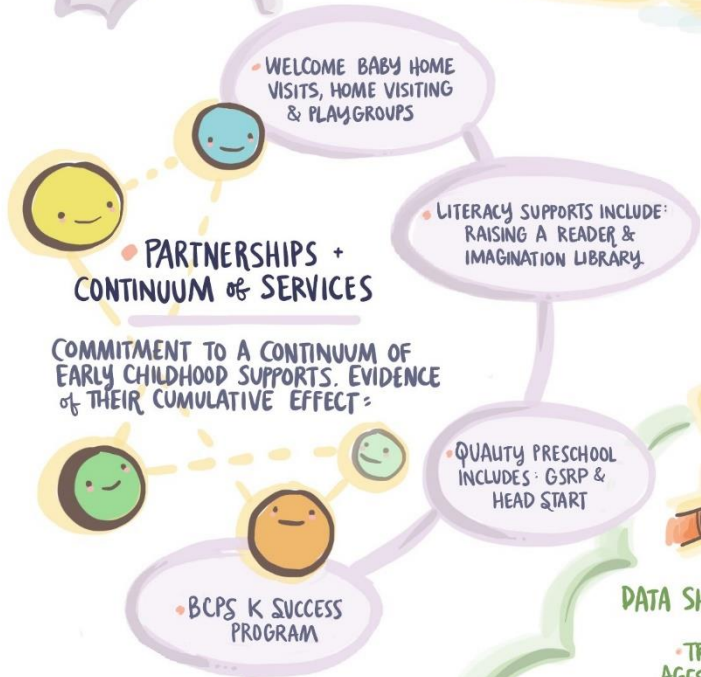 • WELCOME BABY HOME
VISITS, HOME VISITING
& PLAYGROUPS
• LITERACY SUPPORTS INCLUDE:
RAISING A READER &
IMAGINATION LIBRARY
• PARTNERSHIPS +
CONTINUUM of SERVICES
COMMITMENT TO A CONTINUUM OF
EARLY CHILDHOOD SUPPORTS. EVIDENCE
of THEIR CUMULATIVE EFFECT:
• QUALITY PRESCHOOL
INCLUDES: GSRP &
HEAD START
• BCPS K SUCCESS
PROGRAM
DATA